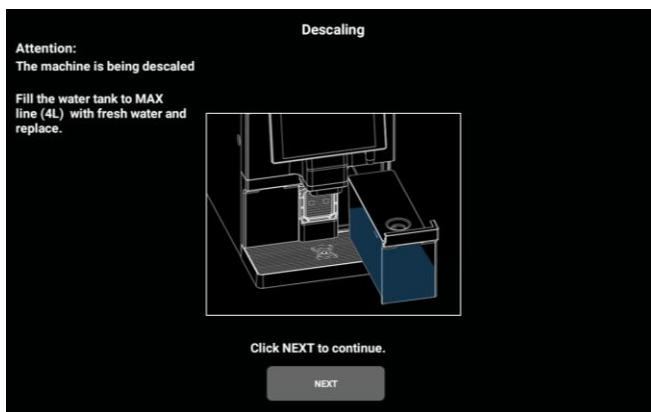 Descaling
Attention:
The machine is being descaled
Fill the water tank to MAX
line (4L) with fresh water and
replace.
Click NEXT to continue.
NEXT